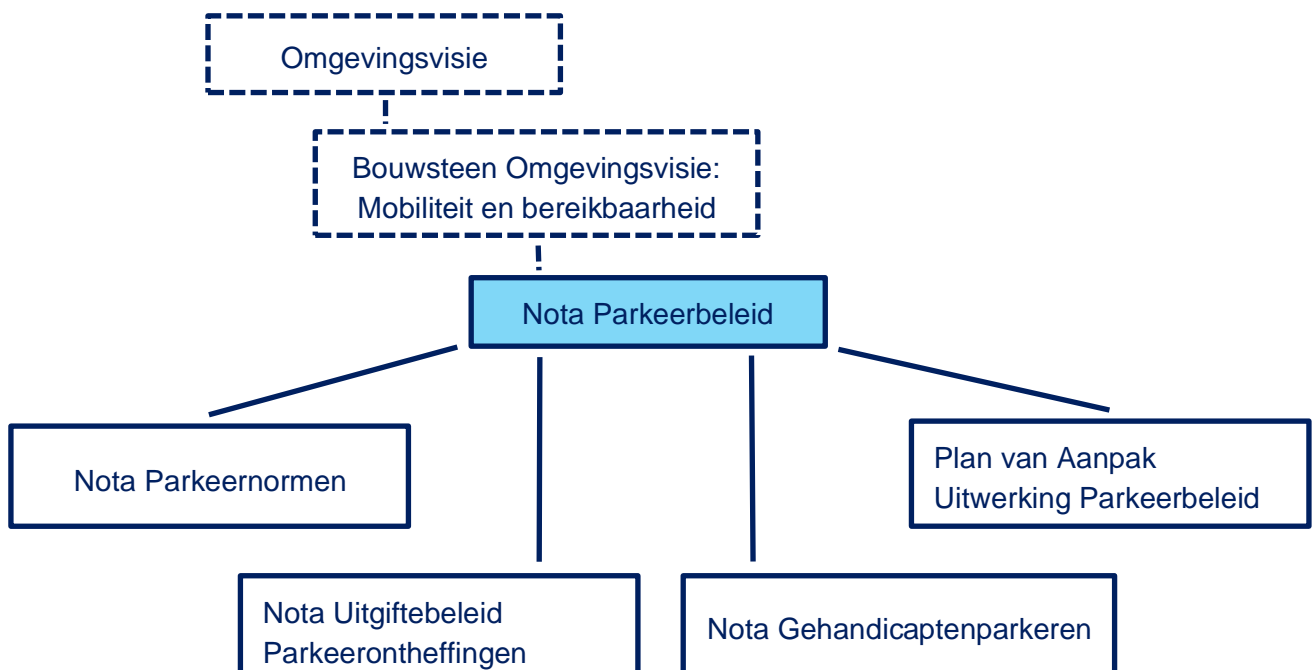 Omgevingsvisie
Bouwsteen Omgevingsvisie:
Mobiliteit en bereikbaarheid
Nota Parkeerbeleid
Nota Parkeernormen
Plan van Aanpak
Uitwerking Parkeerbeleid
Nota Uitgiftebeleid
Parkeerontheffingen
Nota Gehandicaptenparkeren